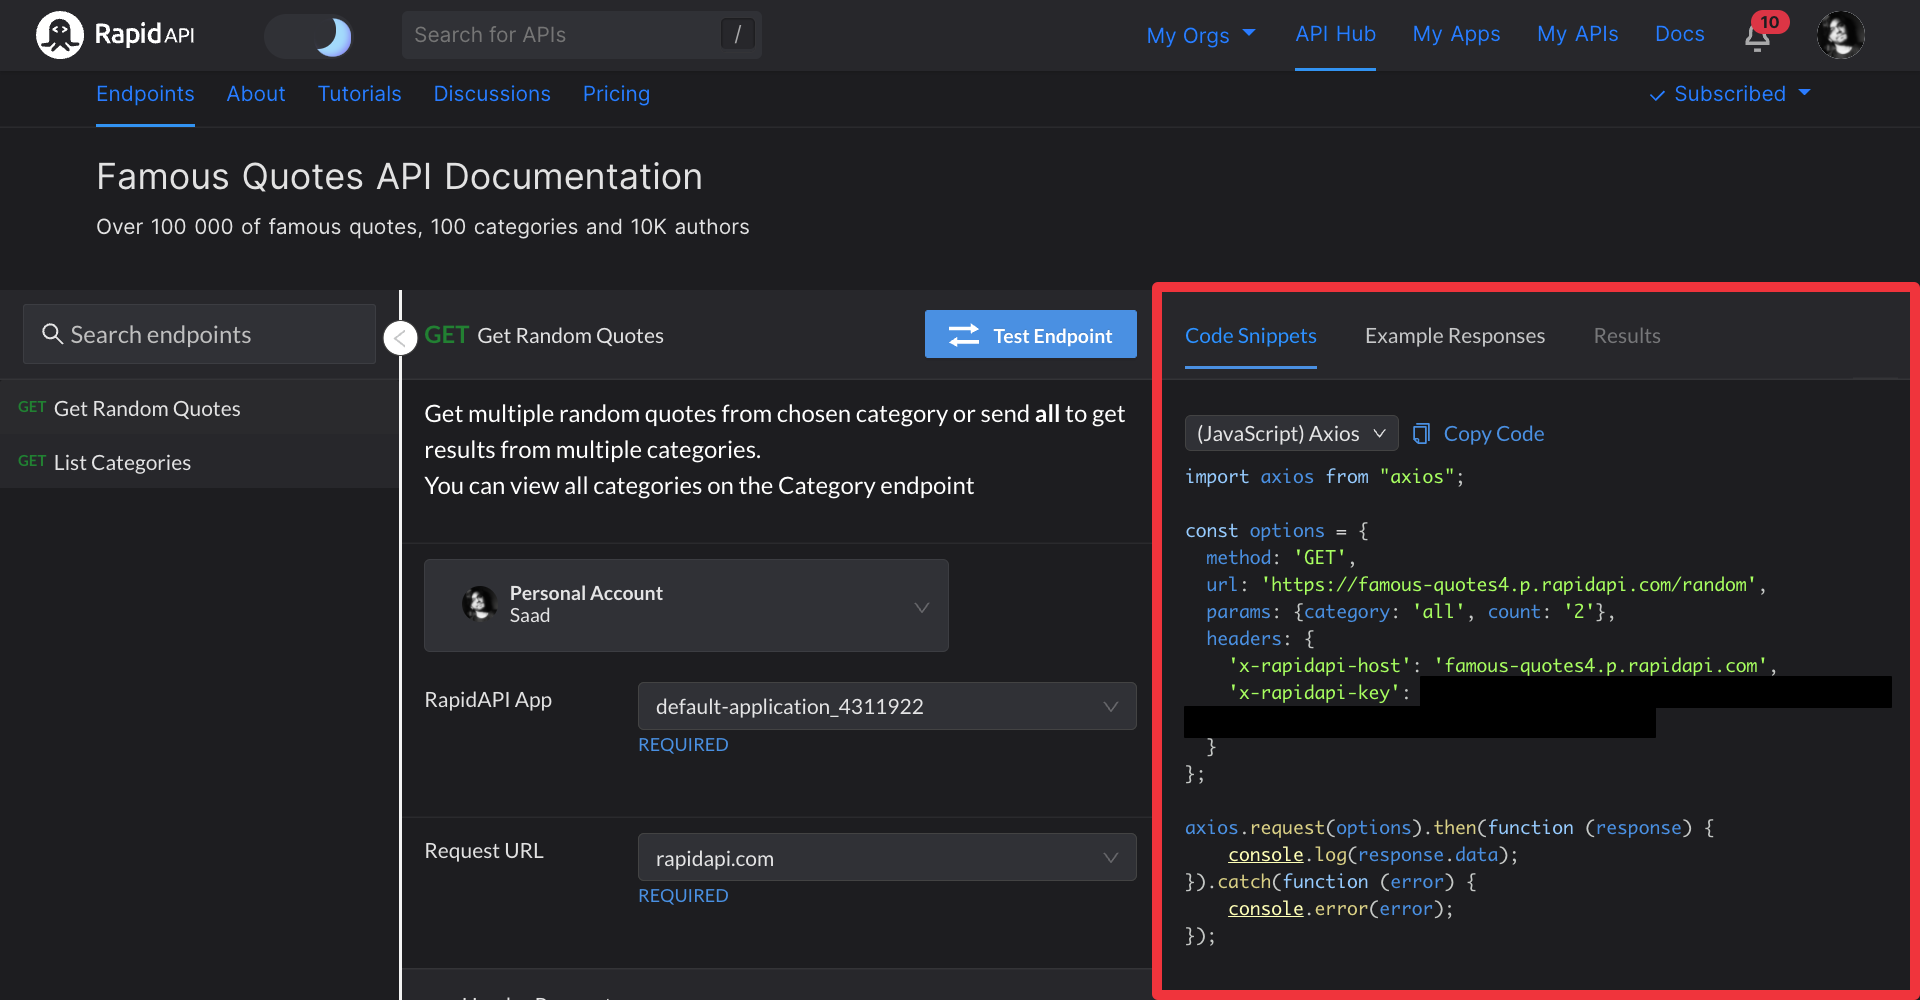 RapidAPI
Search for APIs /
My Orgs API Hub My Apps My APIs Docs 10
Endpoints About Tutorials Discussions Pricing
Subscribed
Famous Quotes API Documentation
Over 100 000 of famous quotes, 100 categories and 10K authors
Search endpoints
GET Get Random Quotes
GET List Categories
GET Get Random Quotes
Test Endpoint
Get multiple random quotes from chosen category or send all to get
results from multiple categories.
You can view all categories on the Category endpoint
Personal Account
Saad
RapidAPI App
default-application_4311922
REQUIRED
Request URL
rapidapi.com
REQUIRED
Code Snippets Example Responses Results
(JavaScript) Axios Copy Code
import axios from "axios";
const options = {
method: 'GET',
url: 'https://famous-quotes4.p.rapidapi.com/random',
params: {category: 'all', count: '2'},
headers: {
'x-rapidapi-host': 'famous-quotes4.p.rapidapi.com',
'x-rapidapi-key':
}
};
axios.request(options).then(function (response) {
console.log(response.data);
}).catch(function (error) {
console.error(error);
});